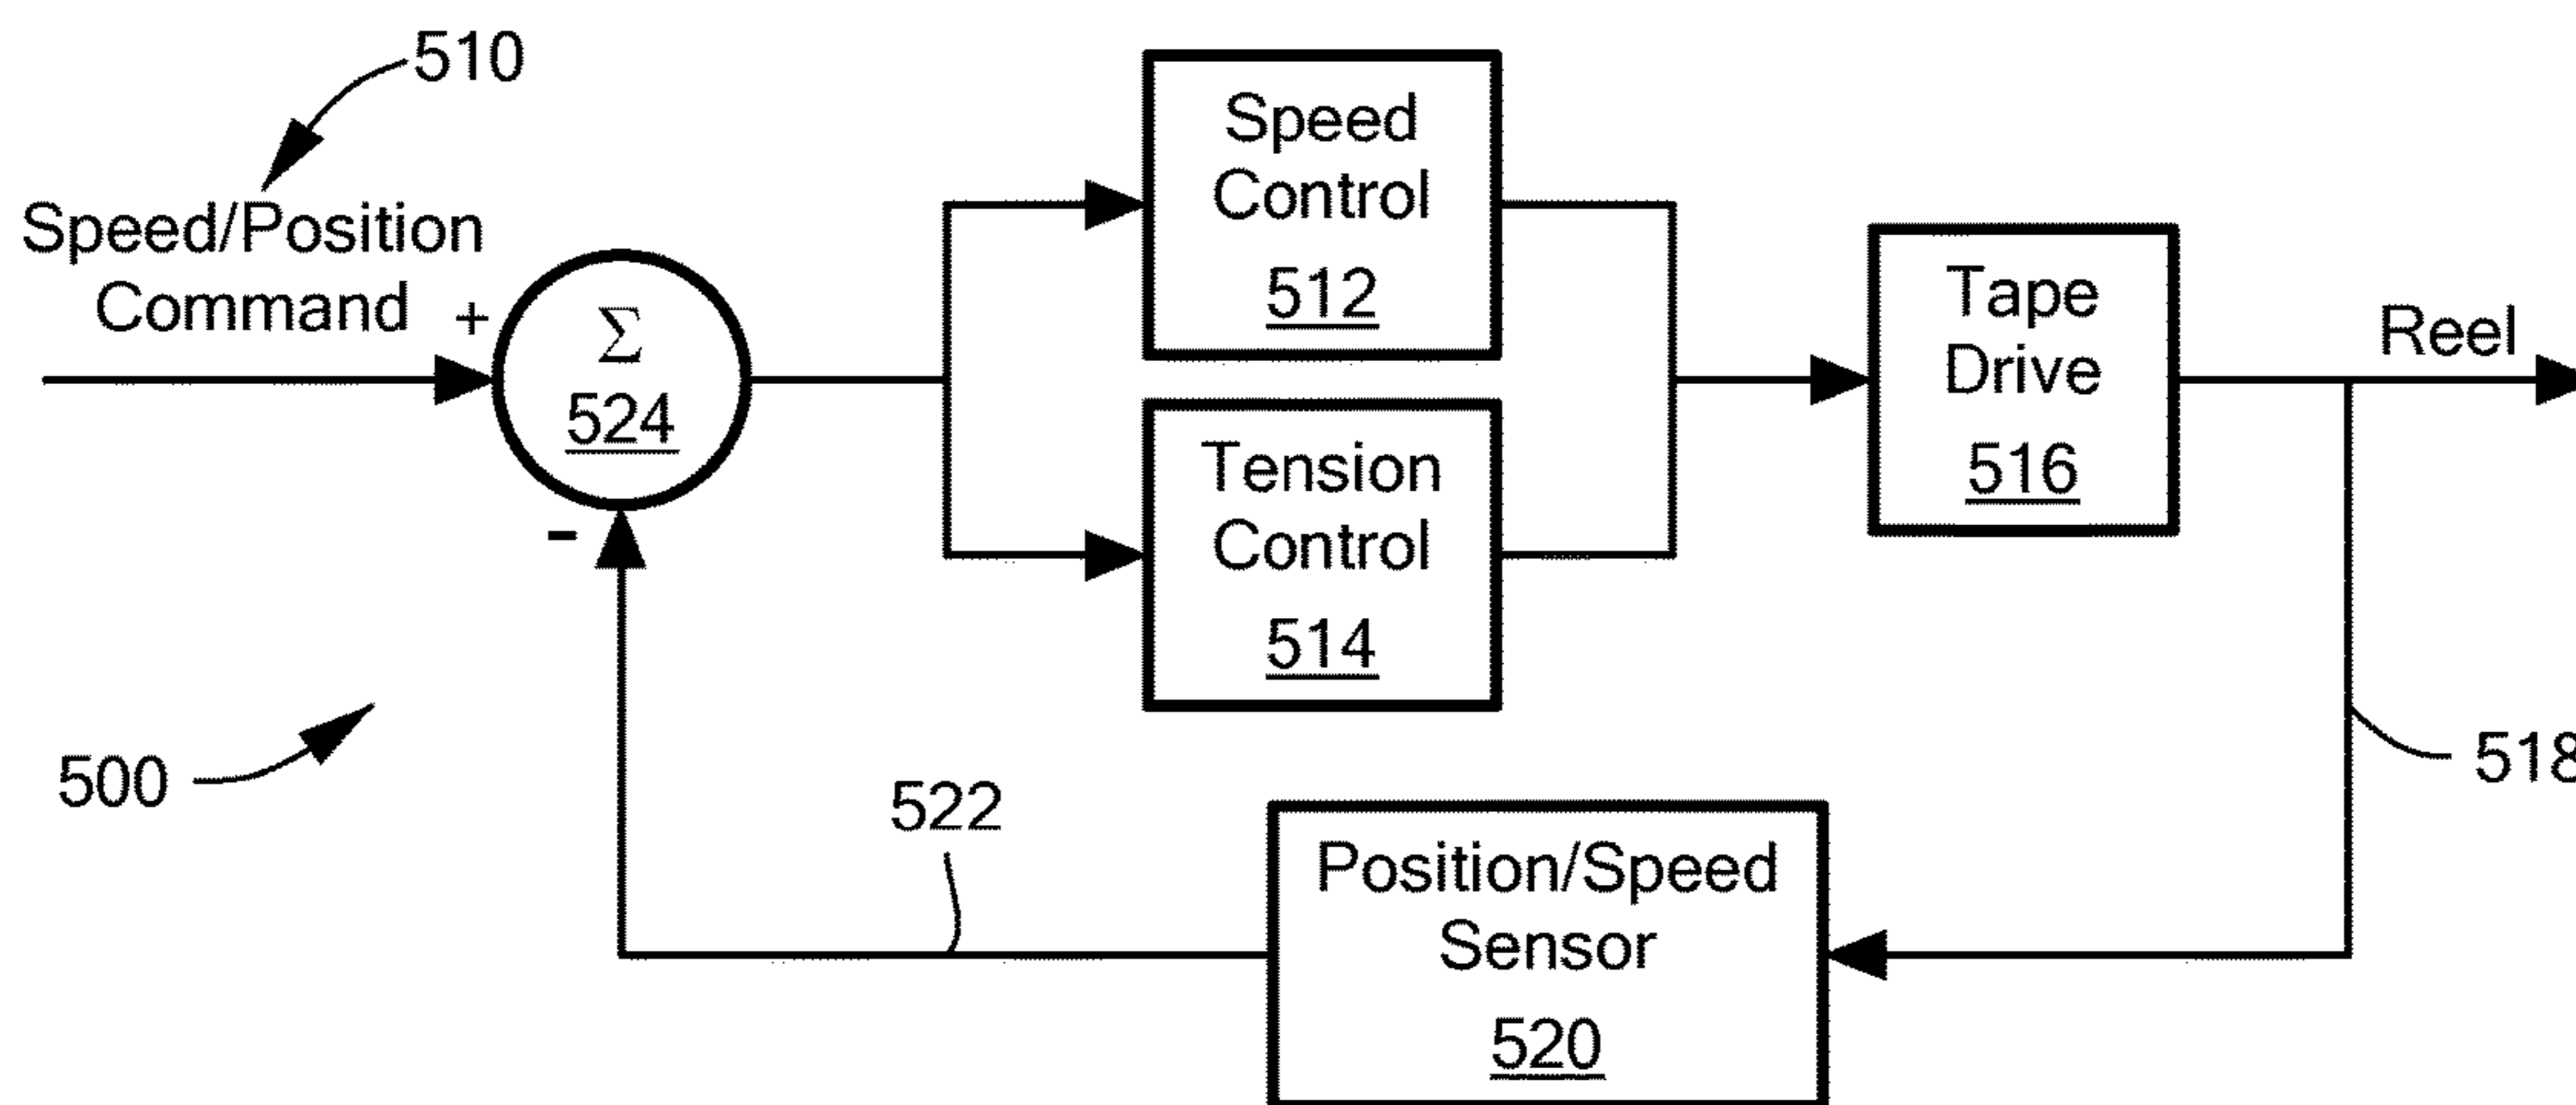 510
Speed/Position
Command
+
Σ
524
-
Speed
Control
512
Tension
Control
514
Tape
Drive
516
Reel
518
500
522
Position/Speed
Sensor
520